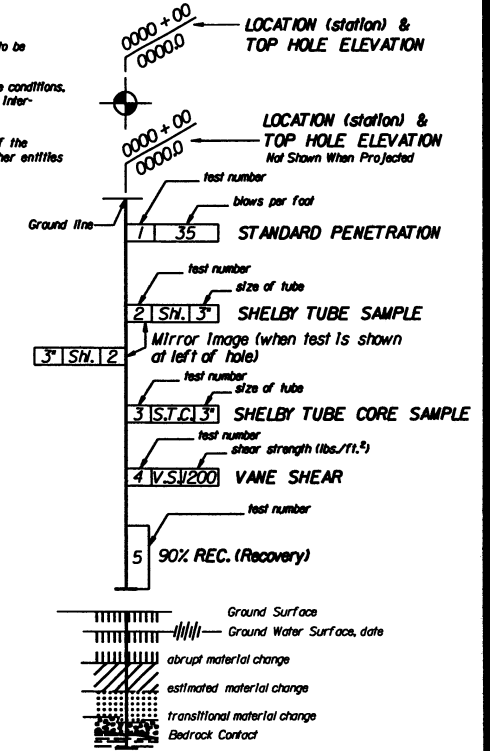 to be
conditions,
Inter-
f the
her entities
0000 + 00
0000.0
LOCATION (station) &
TOP HOLE ELEVATION
0000 + 00
0000.0
LOCATION (station) &
TOP HOLE ELEVATION
Not Shown When Projected
Ground line
test number
blows per foot
1 35 STANDARD PENETRATION
test number
size of tube
2 Shl. 3" SHELBY TUBE SAMPLE
Mirror Image (when test is shown
at left of hole)
3" Shl. 2
test number
size of tube
3 S.T.C. 3" SHELBY TUBE CORE SAMPLE
test number
shear strength (lbs./ft.²)
4 V.S. 1200 VANE SHEAR
test number
5 90% REC. (Recovery)
Ground Surface
Ground Water Surface, date
abrupt material change
estimated material change
transitional material change
Bedrock Contact